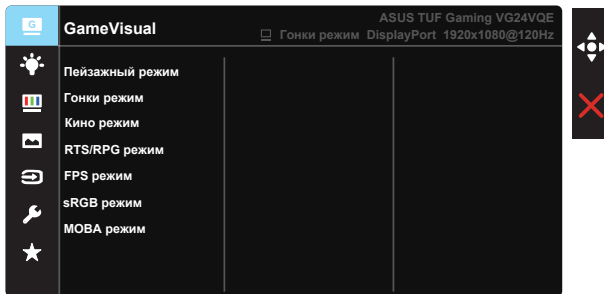 G
GameVisual
ASUS TUF Gaming VG24VQE
Гонки режим DisplayPort 1920x1080@120Hz
Пейзажный режим
Гонки режим
Кино режим
RTS/RPG режим
FPS режим
sRGB режим
MOBA режим